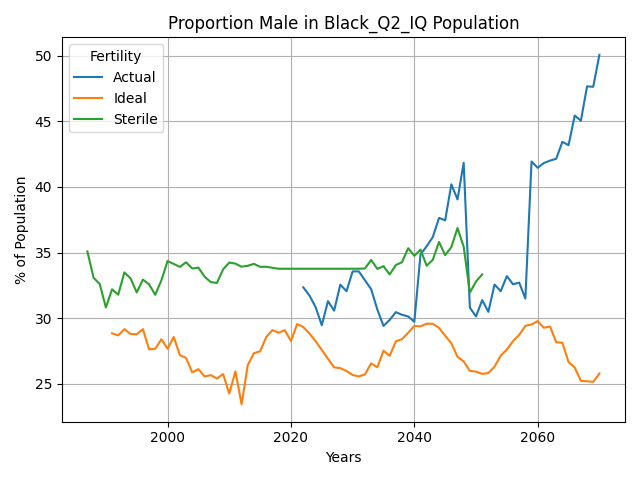 Proportion Male in Black_Q2_IQ Population
Fertility
Actual
Ideal
Sterile
% of Population
50
45
40
35
30
25
2000
2020
2040
2060
Years